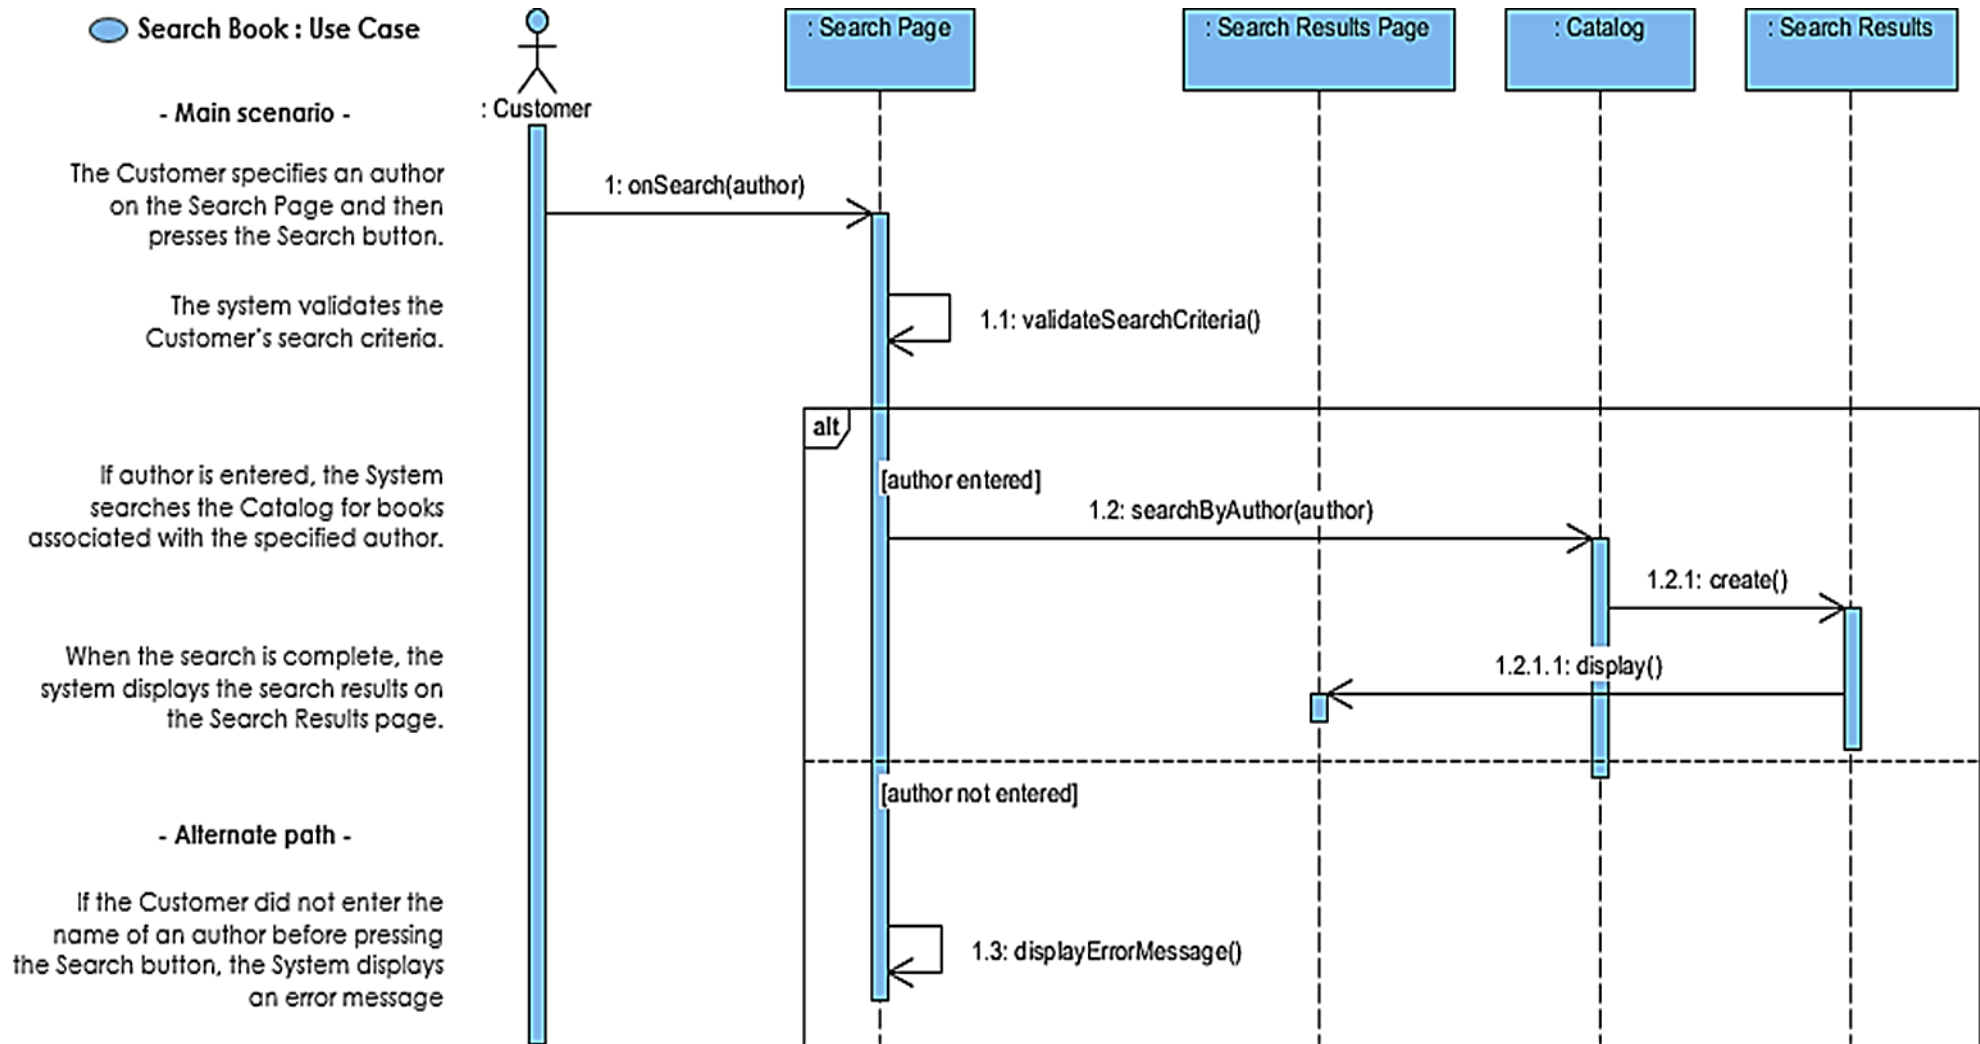 Search Book : Use Case
: Customer
: Search Page
: Search Results Page
: Catalog
: Search Results
- Main scenario -
The Customer specifies an author
on the Search Page and then
presses the Search button.
1: onSearch(author)
The system validates the
Customer's search criteria.
1.1: validateSearchCriteria()
alt
[author entered]
If author is entered, the System
searches the Catalog for books
associated with the specified author.
1.2: searchByAuthor(author)
1.2.1: create()
When the search is complete, the
system displays the search results on
the Search Results page.
1.2.1.1: display()
[author not entered]
- Alternate path -
If the Customer did not enter the
name of an author before pressing
the Search button, the System displays
an error message
1.3: displayErrorMessage()